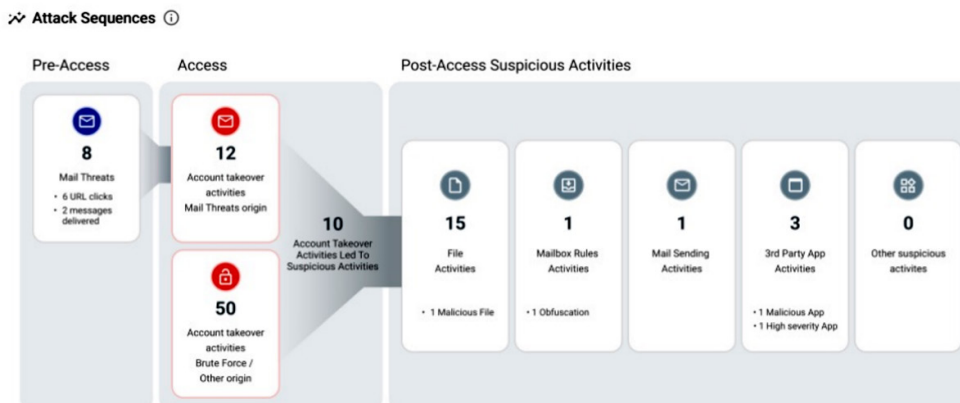 Attack Sequences
Pre-Access
Access
Post-Access Suspicious Activities
8
Mail Threats
• 6 URL clicks
• 2 messages
delivered
12
Account takeover
activities
Mail Threats origin
50
Account takeover
activities
Brute Force /
Other origin
10
Account Takeover
Activities Led To
Suspicious Activities
15
File
Activities
• 1 Malicious File
1
Mailbox Rules
Activities
• 1 Obfuscation
1
Mail Sending
Activities
3
3rd Party App
Activities
• 1 Malicious App
• 1 High severity App
0
Other suspicious
activites